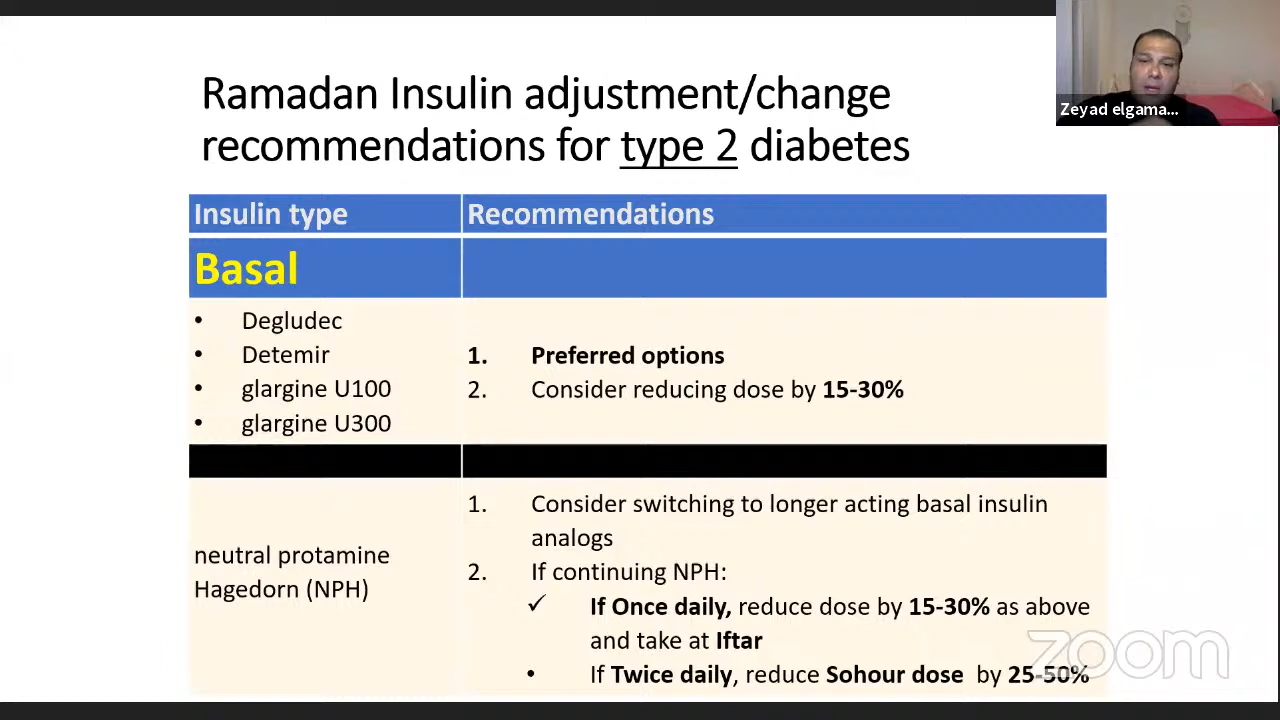 Ramadan Insulin adjustment/change
recommendations for type 2 diabetes
Zeyad elgama...
Insulin type
Recommendations
Basal
• Degludec
• Detemir
• glargine U100
• glargine U300
1. Preferred options
2. Consider reducing dose by 15-30%
neutral protamine
Hagedorn (NPH)
1. Consider switching to longer acting basal insulin
analogs
2. If continuing NPH:
✓ If Once daily, reduce dose by 15-30% as above
and take at Iftar
• If Twice daily, reduce Sohour dose by 25-50%
zoom